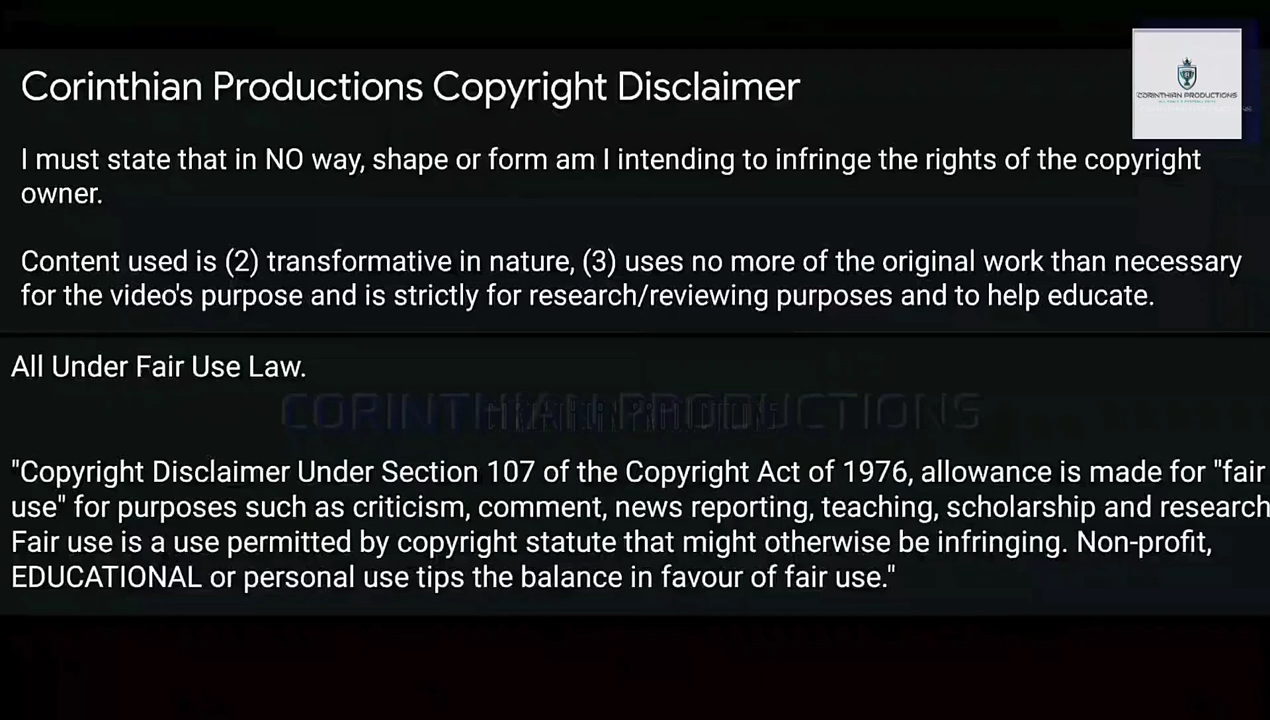 Corinthian Productions Copyright Disclaimer
CORINTHIAN PRODUCTIONS
I must state that in NO way, shape or form am I intending to infringe the rights of the copyright
owner.
Content used is (2) transformative in nature, (3) uses no more of the original work than necessary
for the video's purpose and is strictly for research/reviewing purposes and to help educate.
All Under Fair Use Law.
CORINTHIAN PRODUCTIONS
"Copyright Disclaimer Under Section 107 of the Copyright Act of 1976, allowance is made for "fair
use" for purposes such as criticism, comment, news reporting, teaching, scholarship and research
Fair use is a use permitted by copyright statute that might otherwise be infringing. Non-profit,
EDUCATIONAL or personal use tips the balance in favour of fair use."